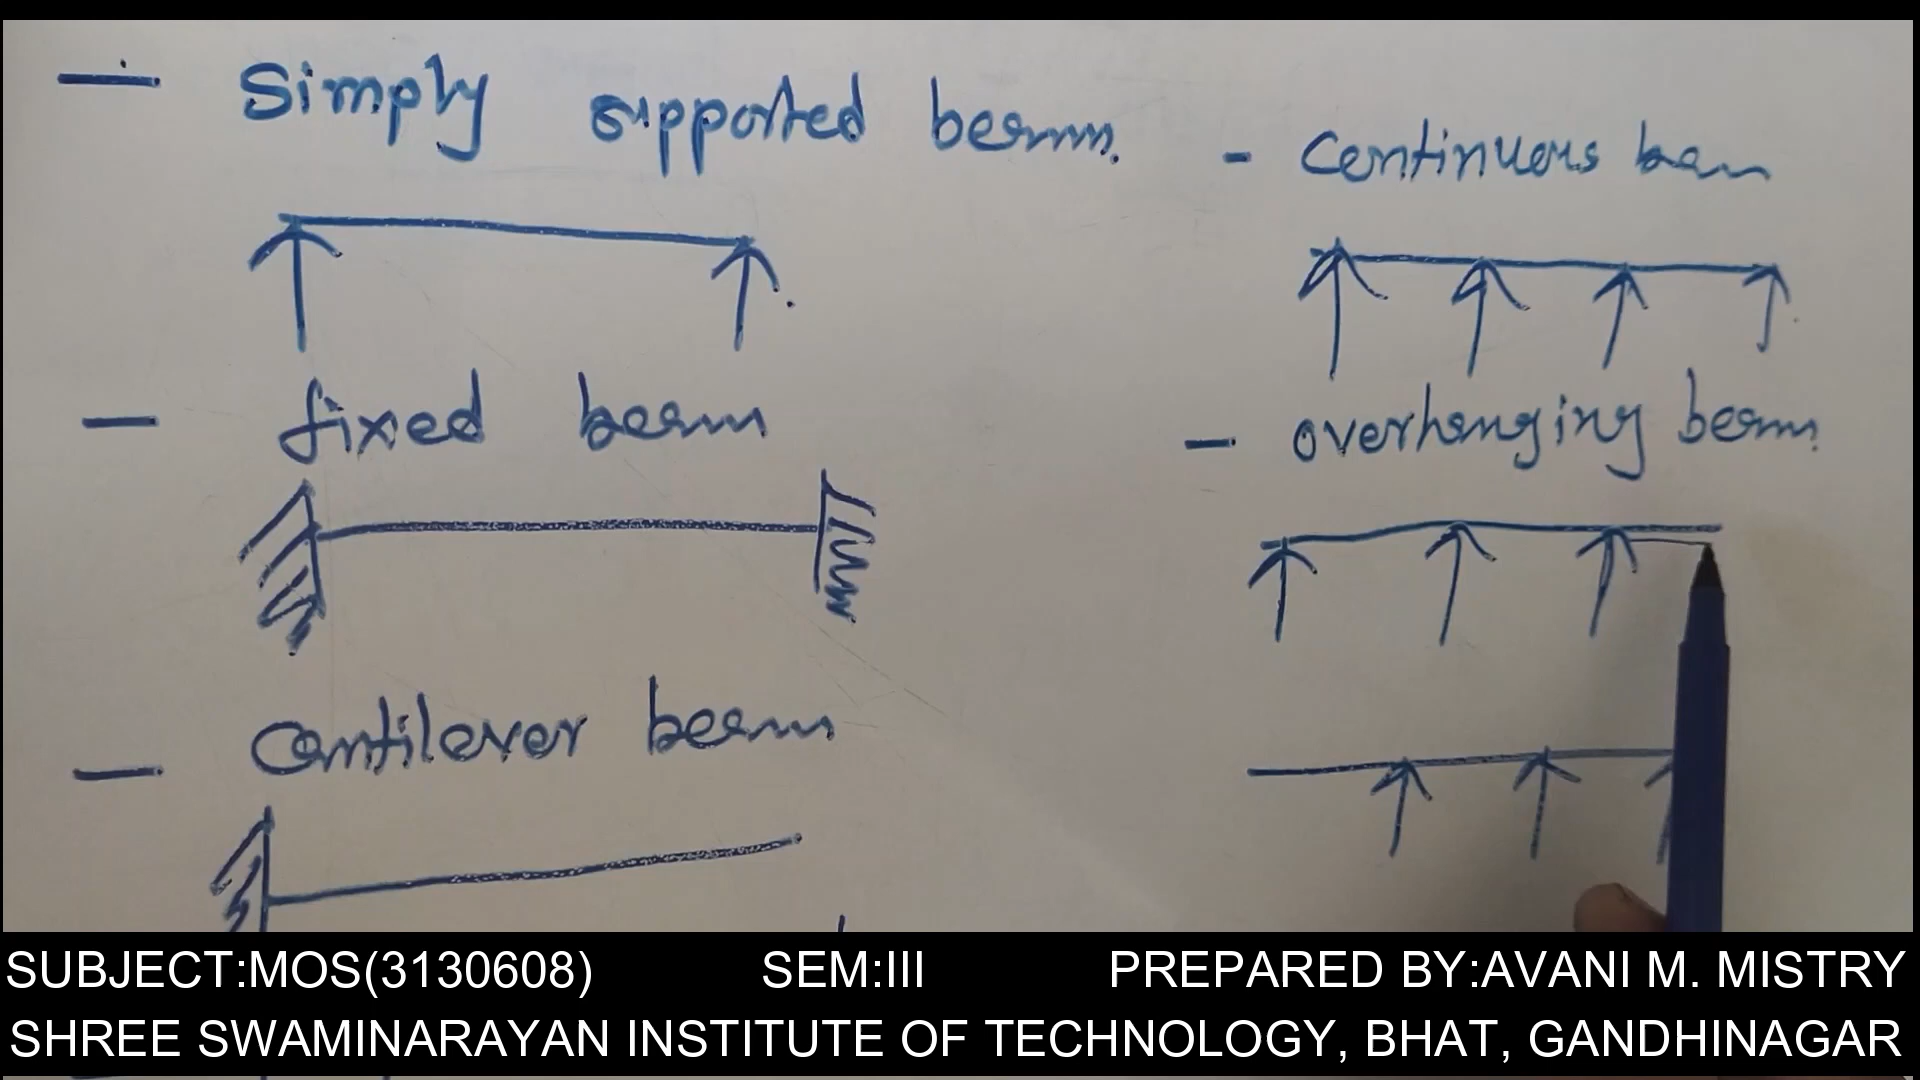 — Simply supported beam.
— fixed beam
— Cantilever beam
- Continuous beam
— overhanging beam
SUBJECT:MOS(3130608) SEM:III PREPARED BY:AVANI M. MISTRY
SHREE SWAMINARAYAN INSTITUTE OF TECHNOLOGY, BHAT, GANDHINAGAR